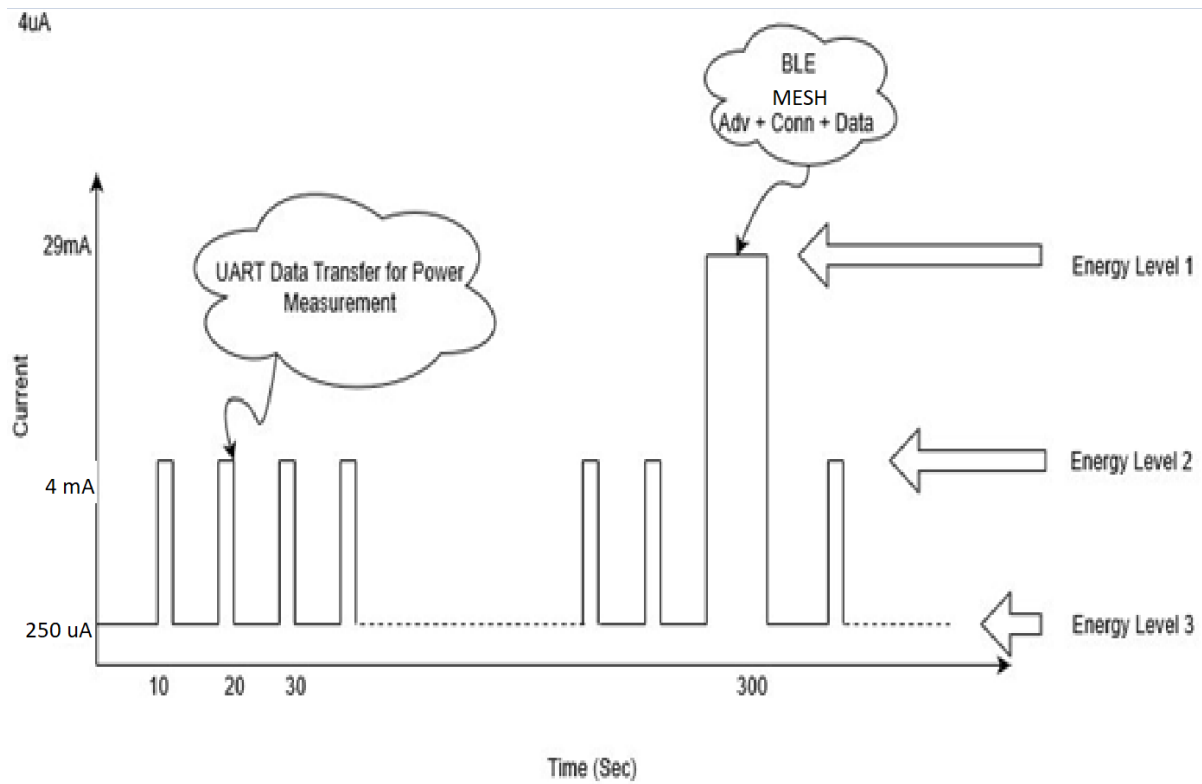 4uA
BLE
MESH
Adv + Conn + Data
29mA
UART Data Transfer for Power
Measurement
Energy Level 1
Current
4 mA
Energy Level 2
250 uA
Energy Level 3
10
20
30
300
Time (Sec)